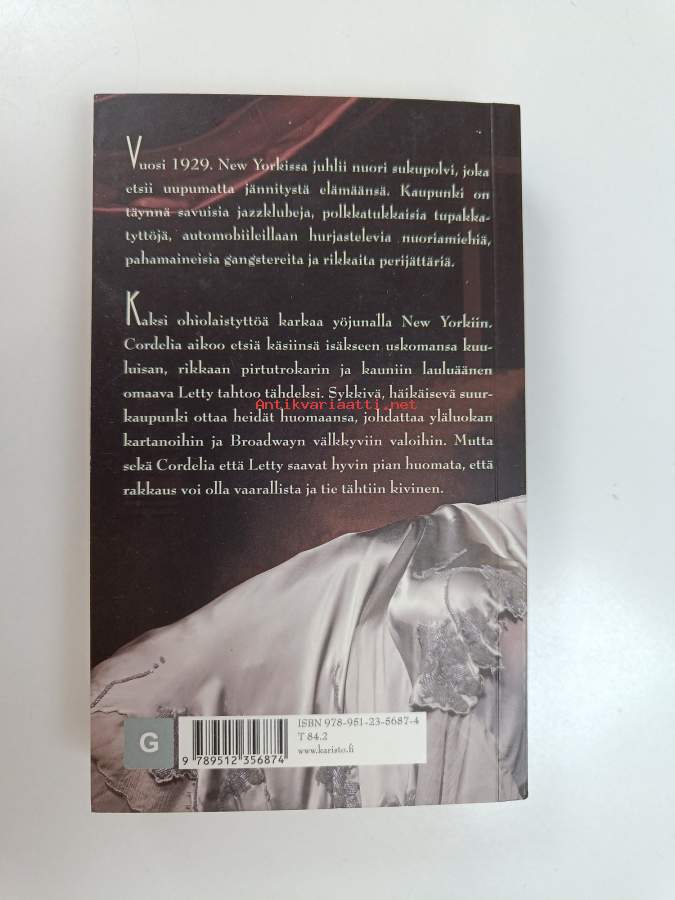 Vuosi 1929. New Yorkissa juhlii nuori sukupolvi, joka
etsii uupumatta jännitystä elämäänsä. Kaupunki on
täynnä savuisia jazzklubeja, polkkatukkaisia tupakka-
tyttöjä, automobiileillaan hurjastelevia nuoriamiehiä,
pahamaineisia gangstereita ja rikkaita perijättäriä.
Kaksi ohiolaistyttöä karkaa yöjunalla New Yorkiin.
Cordelia aikoo etsiä käsiinsä isäkseen uskomansa kuu-
luisan, rikkaan pirtutrokarin ja kauniin lauluäänen
omaava Letty tahtoo tähdeksi. Sykkivä, häikäisevä suur-
Antikvariaatti.net
kaupunki ottaa heidät huomaansa, johdattaa yläluokan
kartanoihin ja Broadwayn välkkyviin valoihin. Mutta
sekä Cordelia että Letty saavat hyvin pian huomata, että
rakkaus voi olla vaarallista ja tie tähtiin kivinen.
G
ISBN 978-951-23-5687-4
T 84.2
www.karisto.fi
9 789512 356874